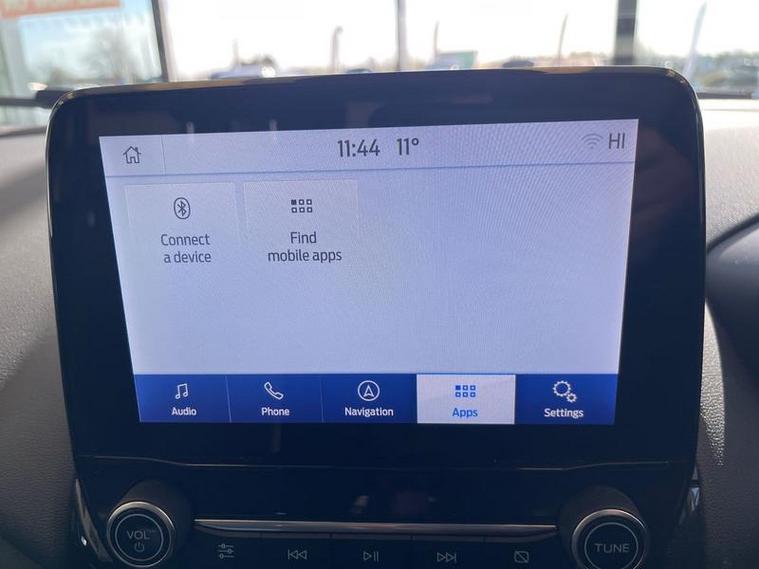 11:44 11° HI
Connect
a device
Find
mobile apps
Audio Phone Navigation Apps Settings
VOL TUNE